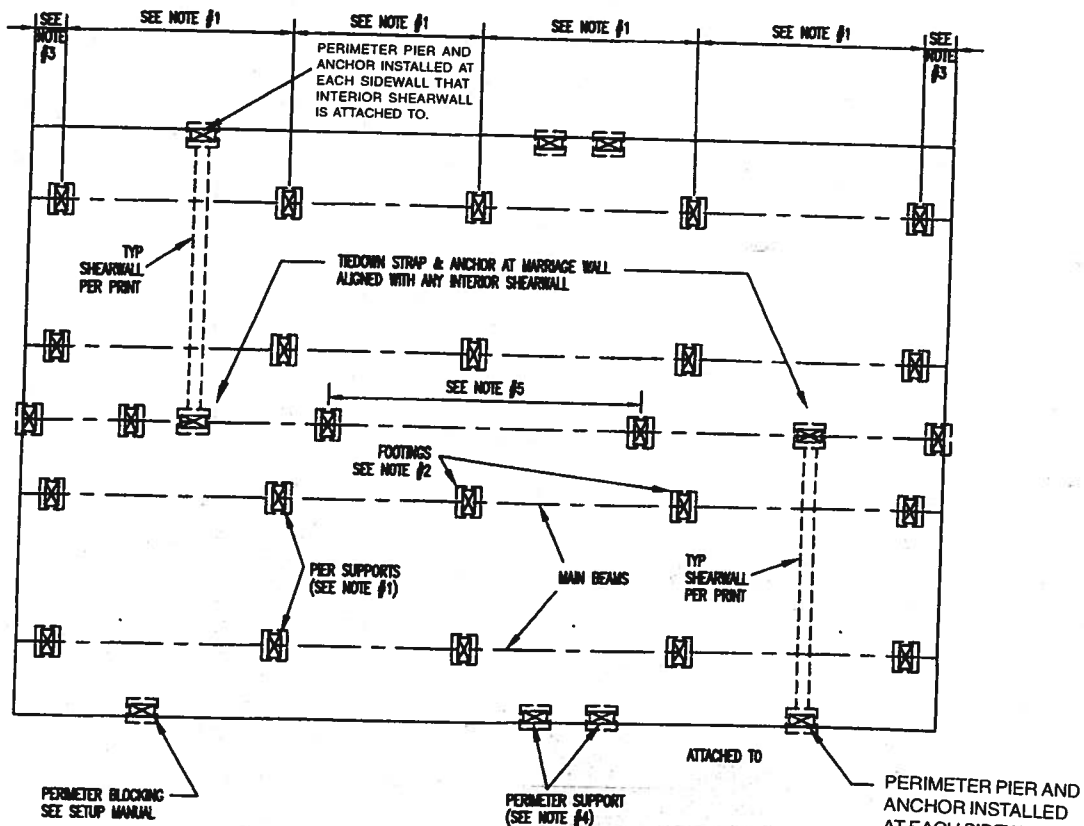 SEE
NOTE
#3
SEE NOTE #1
SEE NOTE #1
SEE NOTE #1
SEE NOTE #1
SEE
NOTE
#3
PERIMETER PIER AND
ANCHOR INSTALLED AT
EACH SIDEWALL THAT
INTERIOR SHEARWALL
IS ATTACHED TO.
TYP
SHEARWALL
PER PRINT
TIEDOWN STRAP & ANCHOR AT MARRIAGE WALL
ALIGNED WITH ANY INTERIOR SHEARWALL
SEE NOTE #5
FOOTINGS
SEE NOTE #2
PIER SUPPORTS
(SEE NOTE #1)
MAIN BEAMS
TYP
SHEARWALL
PER PRINT
ATTACHED TO
PERIMETER BLOCKING
SEE SETUP MANUAL
PERIMETER SUPPORT
(SEE NOTE #4)
PERIMETER PIER AND
ANCHOR INSTALLED